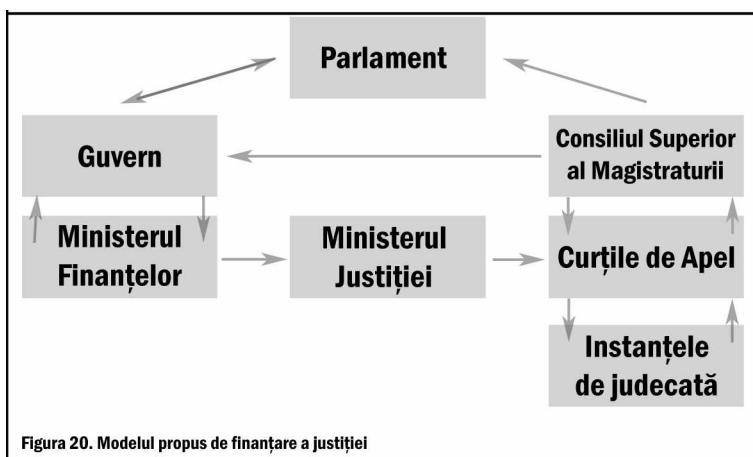 Parlament
Guvern
Consiliul Superior
al Magistraturii
Ministerul
Finanțelor
Ministerul
Justiției
Curțile de Apel
Instanțele
de judecată
Figura 20. Modelul propus de finanțare a justiției